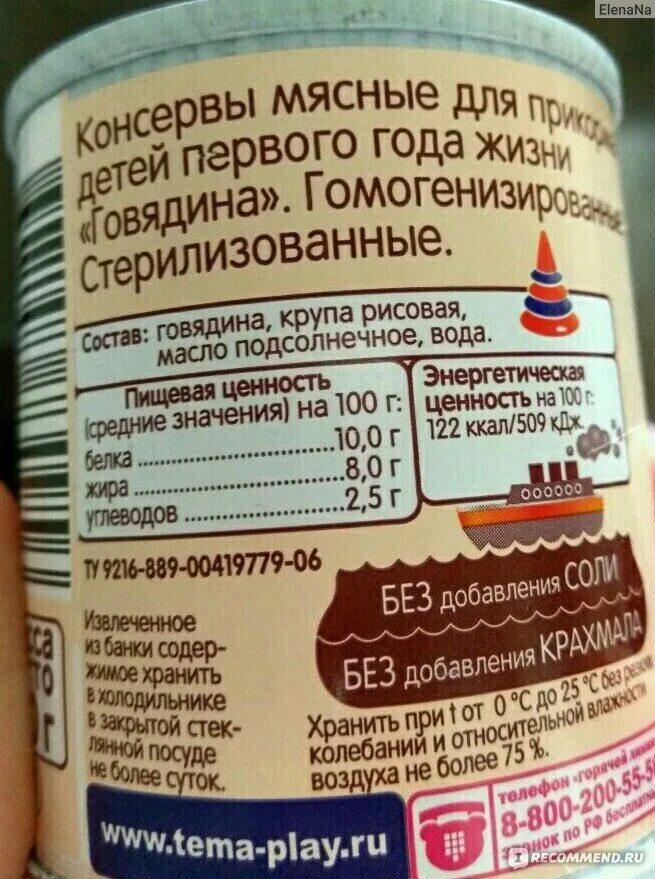 ElenaNa
Консервы мясные для
детей первого года жизни
«Говядина». Гомогенизированные.
Стерилизованные.
Состав: говядина, крупа рисовая,
масло подсолнечное, вода.
Пищевая ценность
(средние значения) на 100 г:
белка 10,0 г
жира 8,0 г
углеводов 2,5 г
Энергетическая
ценность на 100 г:
122 ккал/509 кДж.
ТУ 9216-889-00419779-06
БЕЗ добавления СОЛИ
БЕЗ добавления КРАХМАЛА
Извлеченное
из банки содер-
жимое хранить
в холодильнике
в закрытой стек-
лянной посуде
не более суток.
Хранить при t от 0 °C до 25 °C без резких
колебаний и относительной влажности
воздуха не более 75 %.
www.tema-play.ru
телефон «горячей
8-800-200-55-5
звонок по РФ бесплатный
RECOMMEND.RU